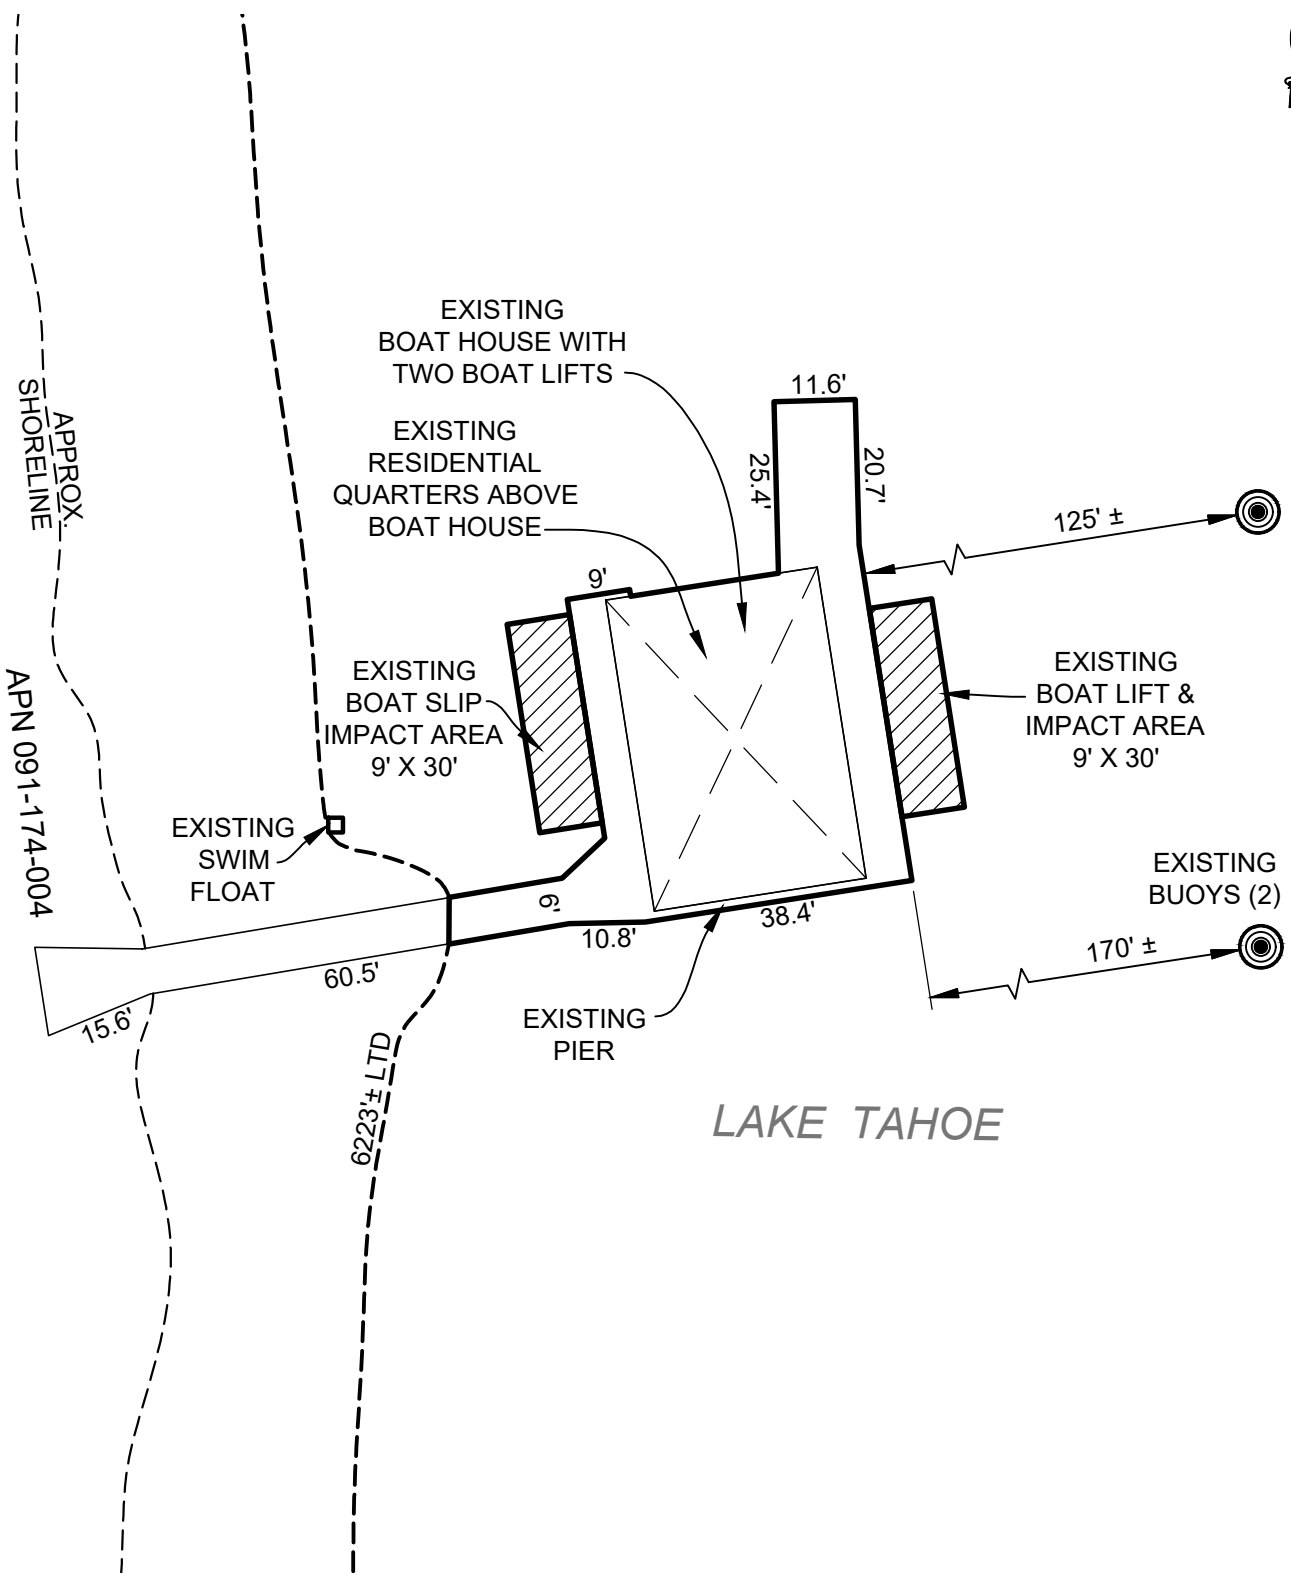 EXISTING
BOAT HOUSE WITH
TWO BOAT LIFTS
11.6'
EXISTING
RESIDENTIAL
QUARTERS ABOVE
BOAT HOUSE
25.4'
20.7'
APPROX.
SHORELINE
125' ±
9'
EXISTING
BOAT SLIP
IMPACT AREA
9' X 30'
EXISTING
BOAT LIFT &
IMPACT AREA
9' X 30'
APN 091-174-004
EXISTING
SWIM
FLOAT
EXISTING
BUOYS (2)
6'
10.8'
38.4'
170' ±
60.5'
15.6'
EXISTING
PIER
6223'± LTD
LAKE TAHOE